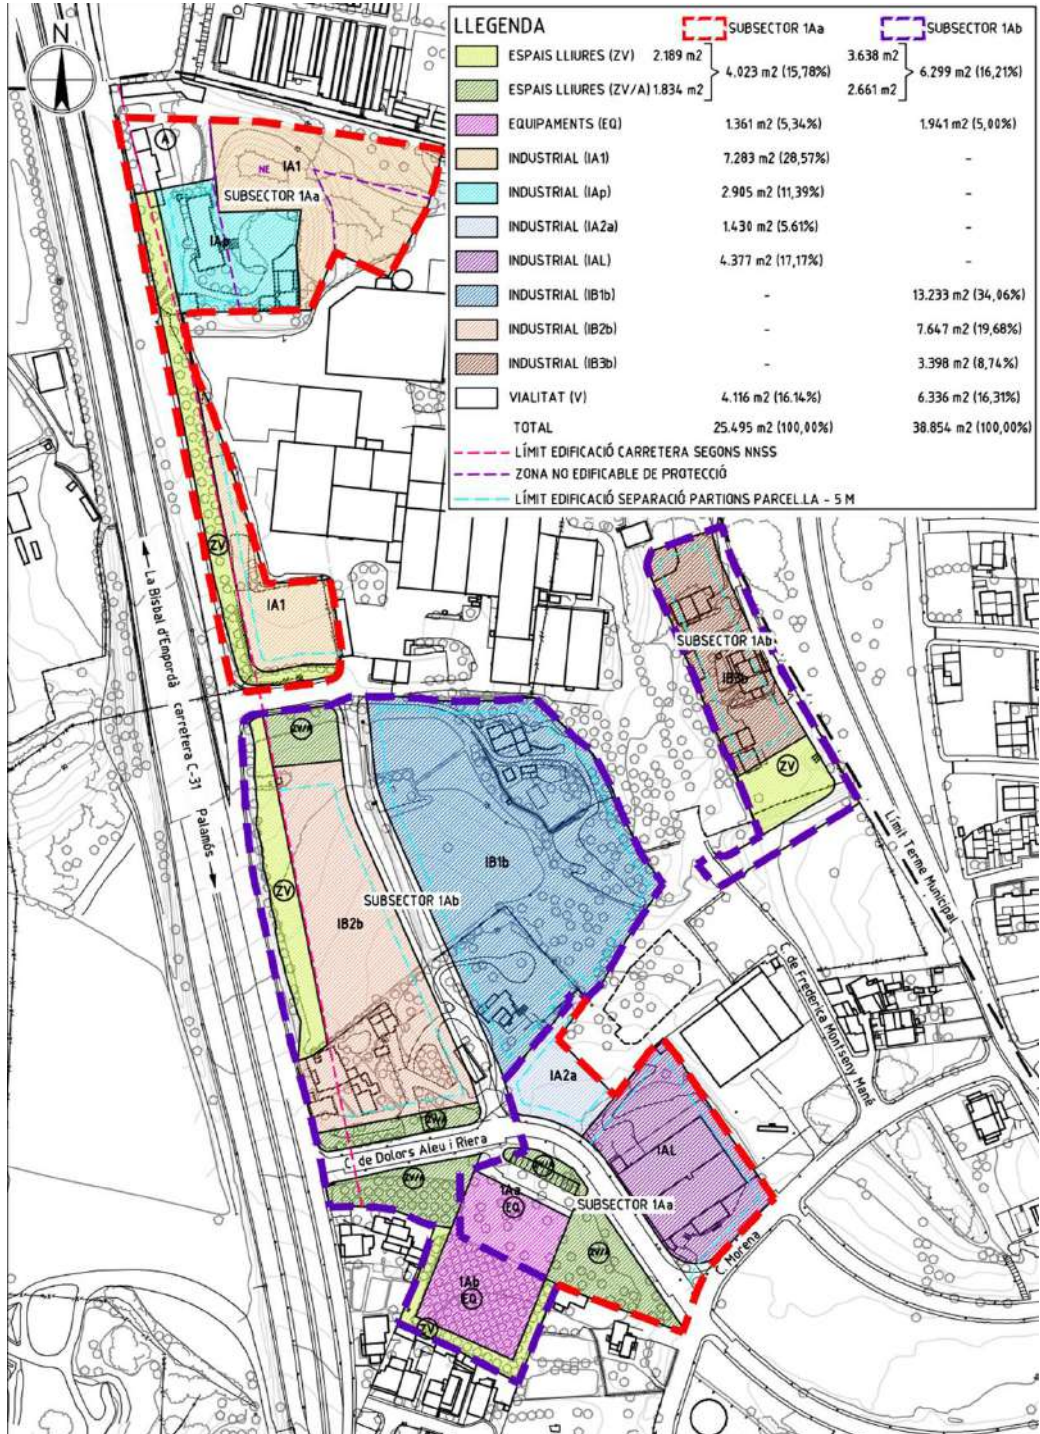 N
LLEGENDA
SUBSECTOR 1Aa
SUBSECTOR 1Ab
ESPAIS LLIURES (ZV) 2.189 m2 3.638 m2
4.023 m2 (15,78%) 6.299 m2 (16,21%)
ESPAIS LLIURES (ZV/A) 1.834 m2 2.661 m2
EQUIPAMENTS (EQ) 1.361 m2 (5,34%) 1.941 m2 (5,00%)
INDUSTRIAL (IA1) 7.283 m2 (28,57%) -
INDUSTRIAL (IAp) 2.905 m2 (11,39%) -
INDUSTRIAL (IA2a) 1.430 m2 (5.61%) -
INDUSTRIAL (IAL) 4.377 m2 (17,17%) -
INDUSTRIAL (IB1b) - 13.233 m2 (34,06%)
INDUSTRIAL (IB2b) - 7.647 m2 (19,68%)
INDUSTRIAL (IB3b) - 3.398 m2 (8,74%)
VIALITAT (V) 4.116 m2 (16.14%) 6.336 m2 (16,31%)
TOTAL 25.495 m2 (100,00%) 38.854 m2 (100,00%)
LÍMIT EDIFICACIÓ CARRETERA SEGONS NNSS
ZONA NO EDIFICABLE DE PROTECCIÓ
LÍMIT EDIFICACIÓ SEPARACIÓ PARTIONS PARCEL.LA - 5 M
A
IA1
NE
SUBSECTOR 1Aa
IAp
ZV
IA1
La Bisbal d'Empordà carretera C-31 Palamós
SUBSECTOR 1Ab
IB3b
ZV
ZV/A
IB1b
Límit Terme Municipal
ZV
SUBSECTOR 1Ab
IB2b
C. de Frederica Montseny Mañé
IA2a
ZV/A
C. de Dolors Aleu i Riera
IAL
ZV/A
ZV/A
1Aa
EQ
SUBSECTOR 1Aa
ZV/A
C. Morena
1Ab
EQ
ZV